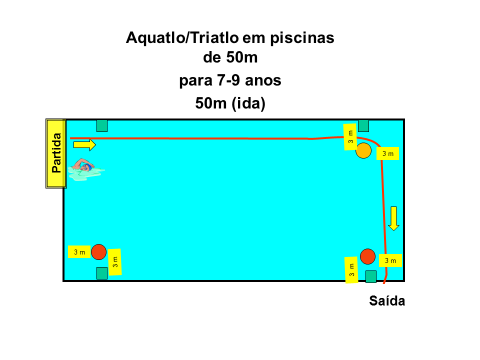 Aquatlo/Triatlo em piscinas
de 50m
para 7-9 anos
50m (ida)
Partida
3 m
3 m
3 m
3 m
3 m
3 m
Saída